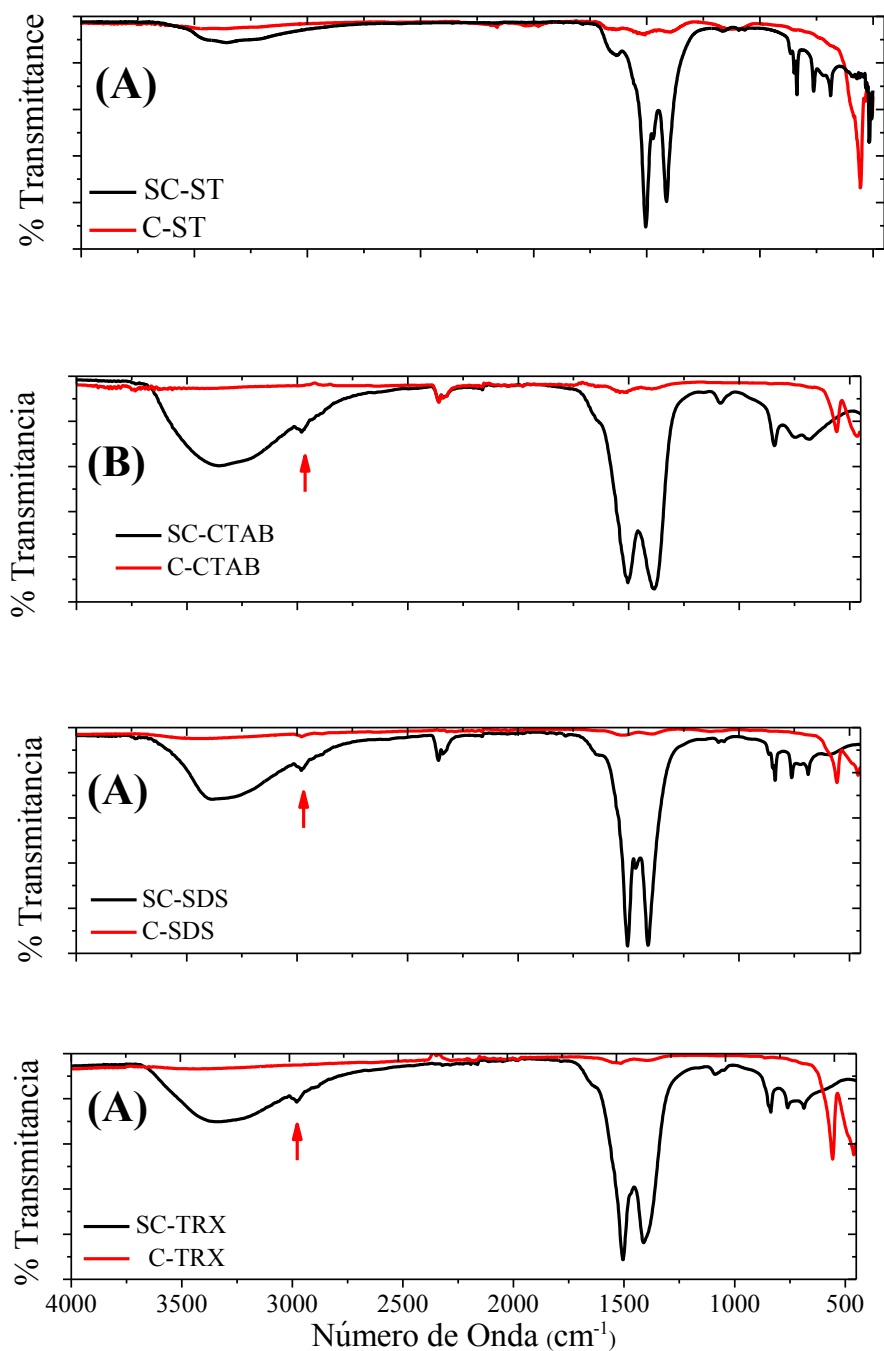 % Transmittance
(A)
SC-ST
C-ST
% Transmitancia
(B)
SC-CTAB
C-CTAB
% Transmitancia
(A)
SC-SDS
C-SDS
% Transmitancia
(A)
SC-TRX
C-TRX
4000 3500 3000 2500 2000 1500 1000 500
Número de Onda (cm⁻¹)